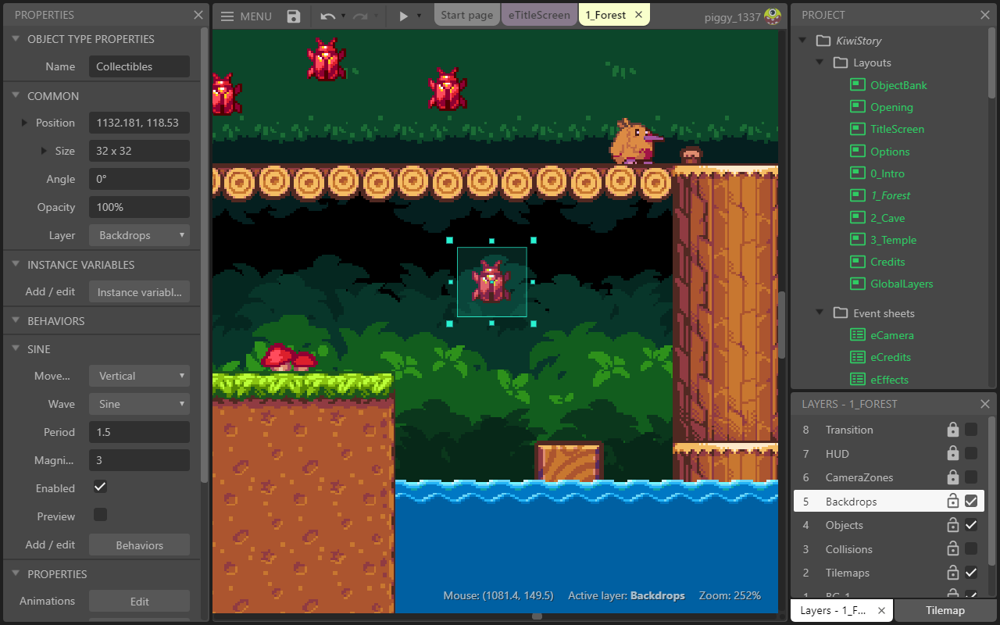 PROPERTIES
OBJECT TYPE PROPERTIES
Name Collectibles
COMMON
Position 1132.181, 118.53
Size 32 x 32
Angle 0°
Opacity 100%
Layer Backdrops
INSTANCE VARIABLES
Add / edit Instance variabl...
BEHAVIORS
SINE
Move... Vertical
Wave Sine
Period 1.5
Magni... 3
Enabled
Preview
Add / edit Behaviors
PROPERTIES
Animations Edit
MENU
Start page eTitleScreen 1_Forest
piggy_1337
Mouse: (1081.4, 149.5) Active layer: Backdrops Zoom: 252%
PROJECT
KiwiStory
Layouts
ObjectBank
Opening
TitleScreen
Options
0_Intro
1_Forest
2_Cave
3_Temple
Credits
GlobalLayers
Event sheets
eCamera
eCredits
eEffects
LAYERS - 1_FOREST
8 Transition
7 HUD
6 CameraZones
5 Backdrops
4 Objects
3 Collisions
2 Tilemaps
1 BG_1
Layers - 1_F... Tilemap